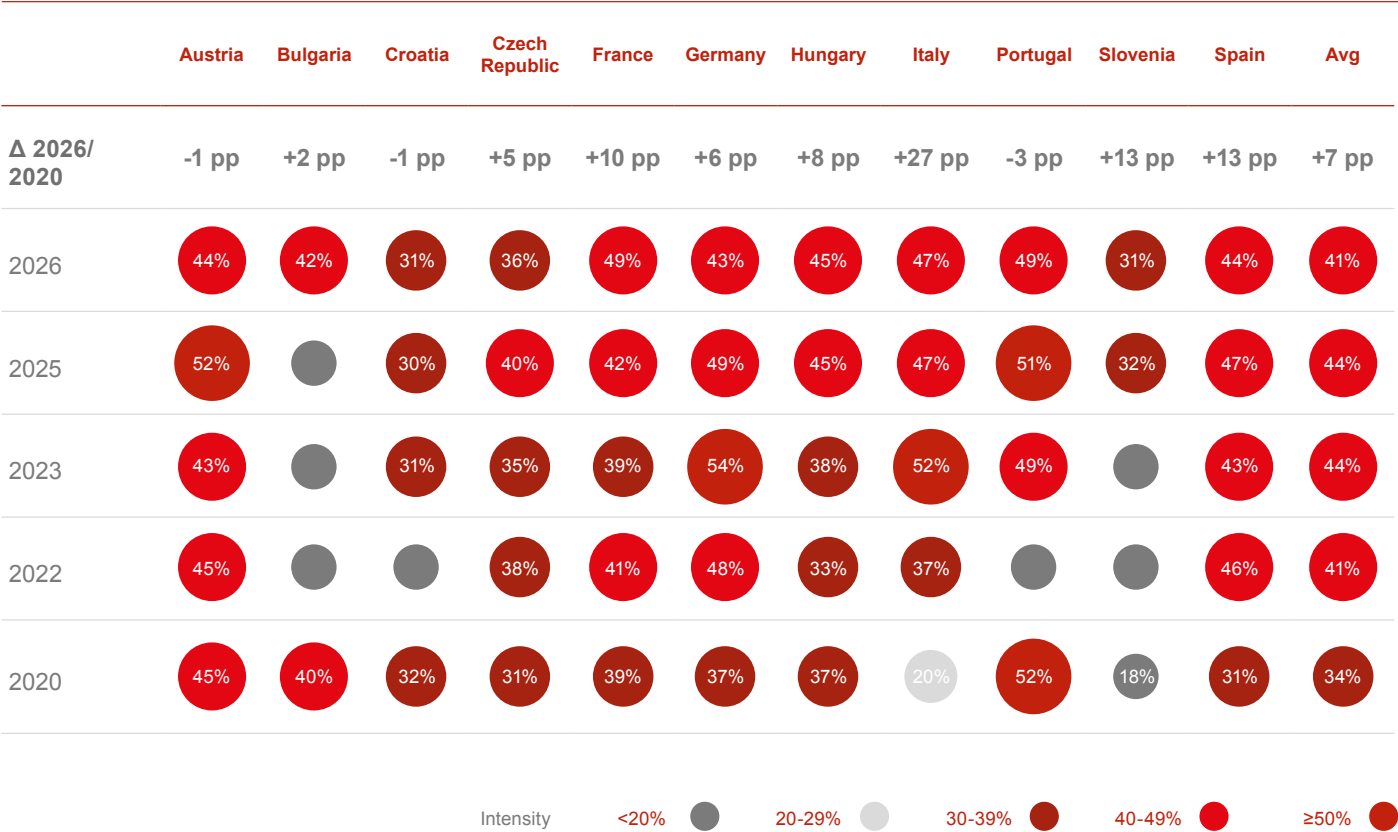 Austria Bulgaria Croatia Czech Republic France Germany Hungary Italy Portugal Slovenia Spain Avg
Δ 2026/
2020
-1 pp +2 pp -1 pp +5 pp +10 pp +6 pp +8 pp +27 pp -3 pp +13 pp +13 pp +7 pp
2026 44% 42% 31% 36% 49% 43% 45% 47% 49% 31% 44% 41%
2025 52% 30% 40% 42% 49% 45% 47% 51% 32% 47% 44%
2023 43% 31% 35% 39% 54% 38% 52% 49% 43% 44%
2022 45% 38% 41% 48% 33% 37% 46% 41%
2020 45% 40% 32% 31% 39% 37% 37% 20% 52% 18% 31% 34%
Intensity <20% 20-29% 30-39% 40-49% ≥50%